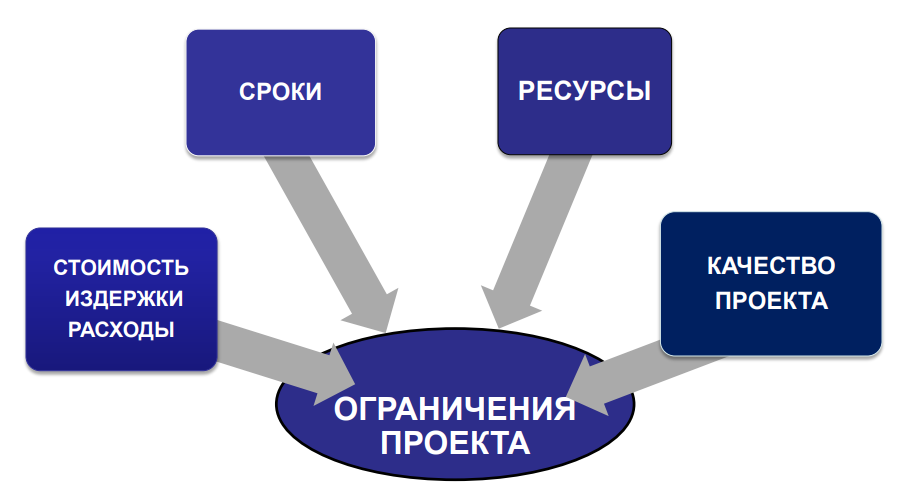 СРОКИ
РЕСУРСЫ
СТОИМОСТЬ
ИЗДЕРЖКИ
РАСХОДЫ
КАЧЕСТВО
ПРОЕКТА
ОГРАНИЧЕНИЯ
ПРОЕКТА